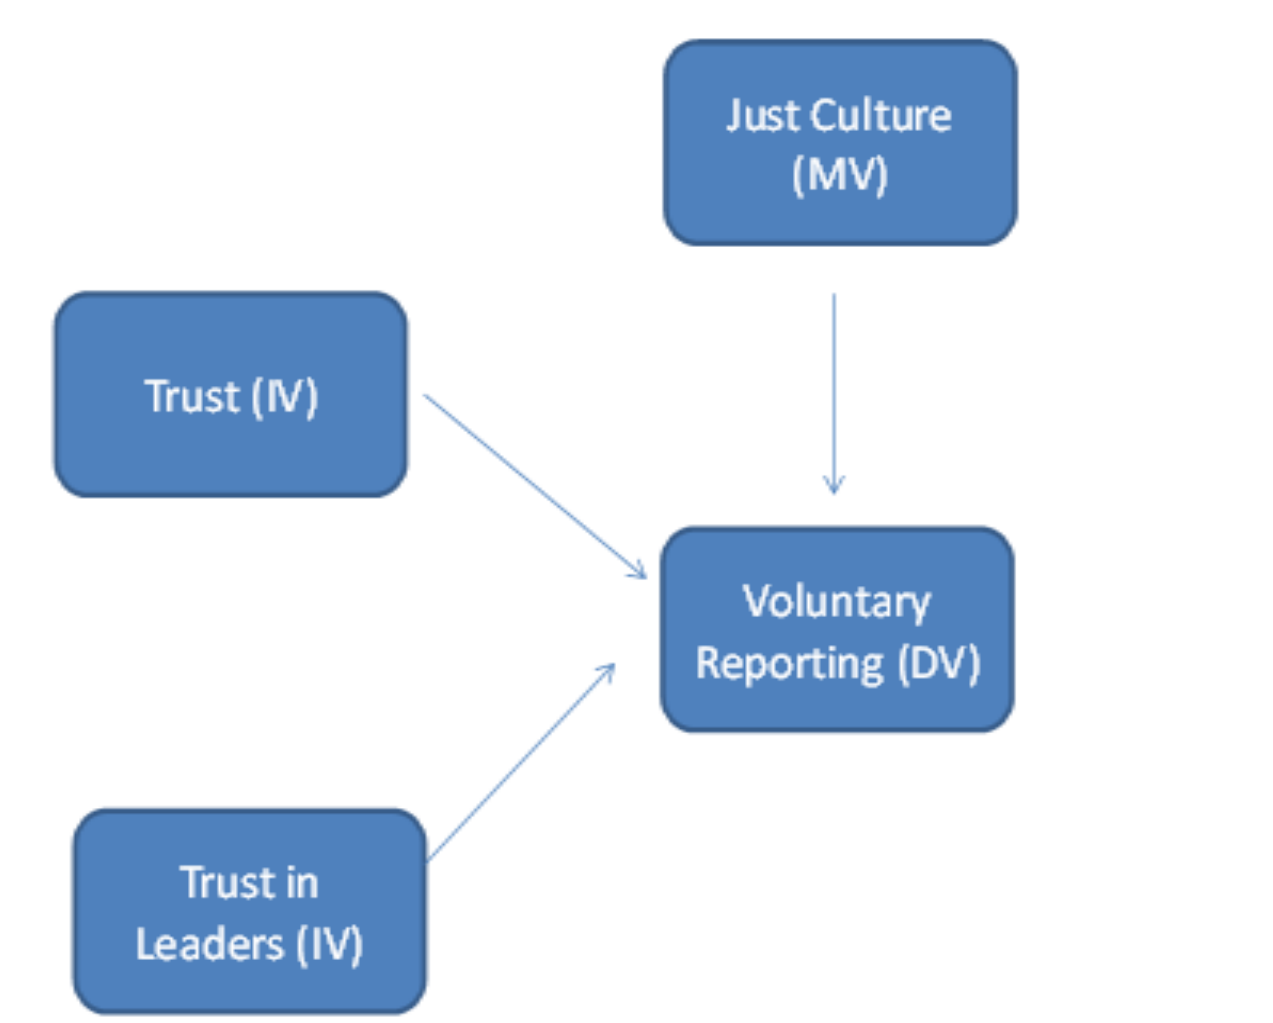 Just Culture
(MV)
Trust (IV)
Voluntary
Reporting (DV)
Trust in
Leaders (IV)